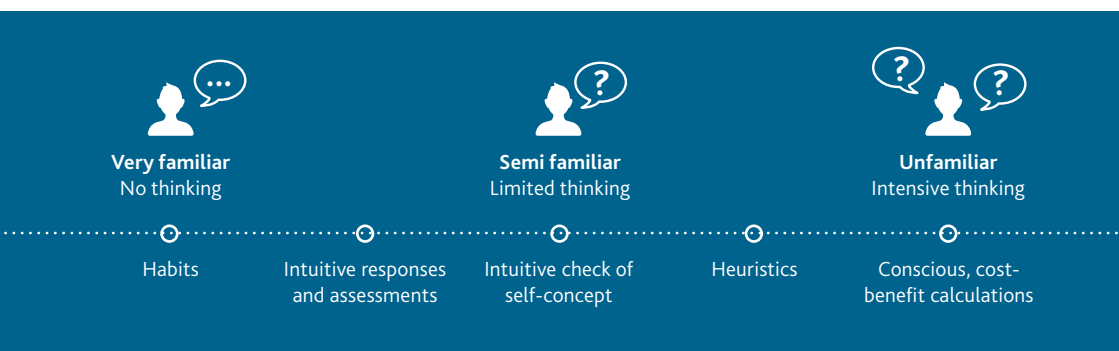 ...
?
?
?
Very familiar
No thinking
Semi familiar
Limited thinking
Unfamiliar
Intensive thinking
Habits
Intuitive responses
and assessments
Intuitive check of
self-concept
Heuristics
Conscious, cost-
benefit calculations